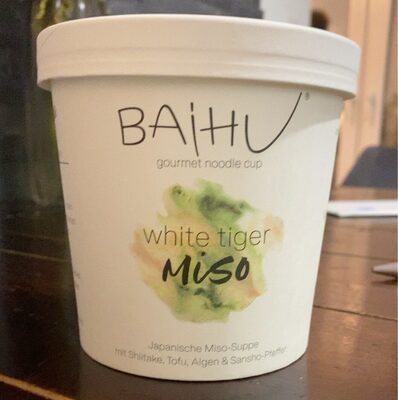 BAiHU®
gourmet noodle cup
white tiger
MiSO
Japanische Miso-Suppe
mit Shiitake, Tofu, Algen & Sansho-Pfeffer